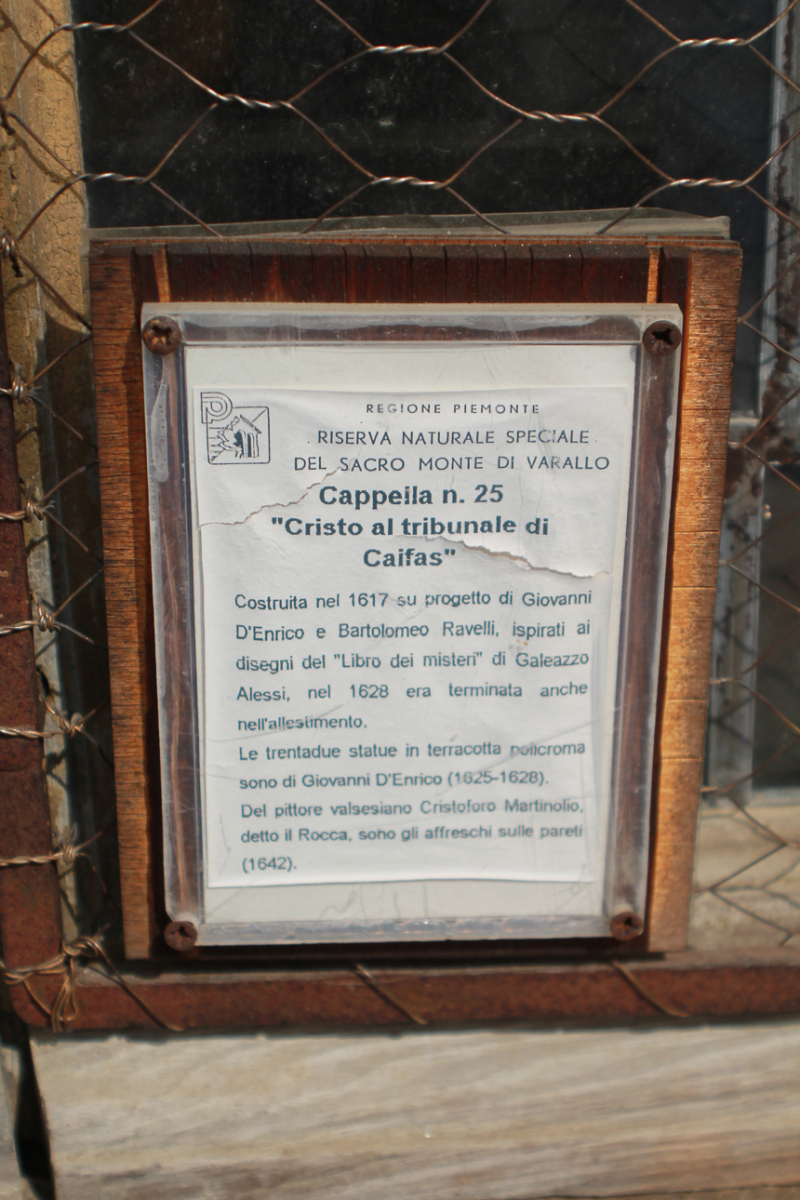 REGIONE PIEMONTE
RISERVA NATURALE SPECIALE
DEL SACRO MONTE DI VARALLO
Cappella n. 25
"Cristo al tribunale di
Caifas"
Costruita nel 1617 su progetto di Giovanni
D'Enrico e Bartolomeo Ravelli, ispirati ai
disegni del "Libro dei misteri" di Galeazzo
Alessi, nel 1628 era terminata anche
nell'allestimento.
Le trentadue statue in terracotta policroma
sono di Giovanni D'Enrico (1625-1628).
Del pittore valsesiano Cristoforo Martinolio,
detto il Rocca, sono gli affreschi sulle pareti
(1642).